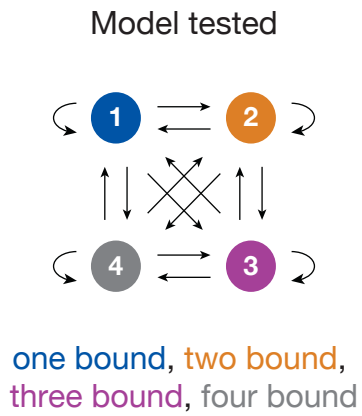 Model tested
1 2
4 3
one bound, two bound,
three bound, four bound